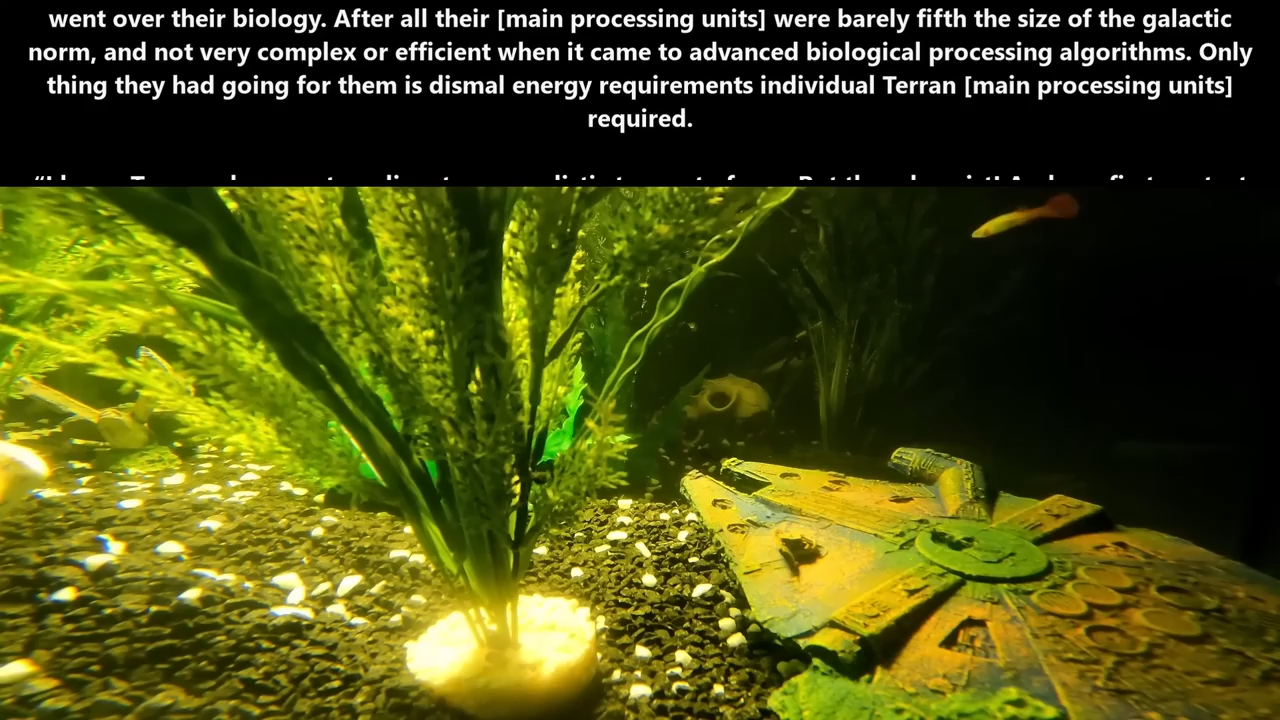 went over their biology. After all their [main processing units] were barely fifth the size of the galactic
norm, and not very complex or efficient when it came to advanced biological processing algorithms. Only
thing they had going for them is dismal energy requirements individual Terran [main processing units]
required.